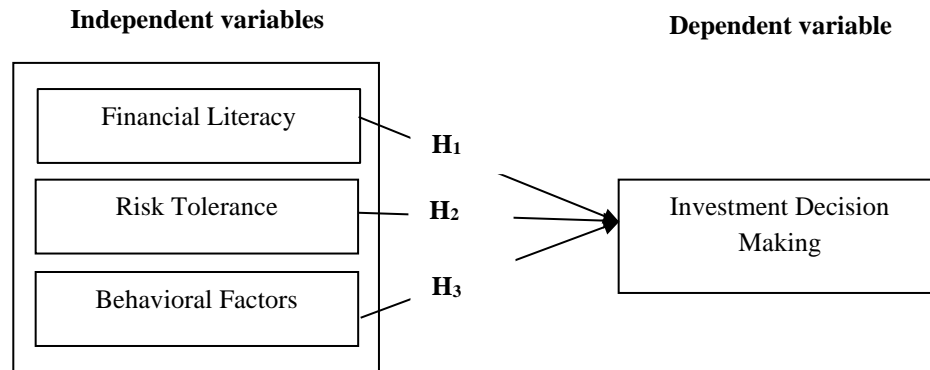 Independent variables
Dependent variable
Financial Literacy
H1
Risk Tolerance
H2
Investment Decision
Making
Behavioral Factors
H3